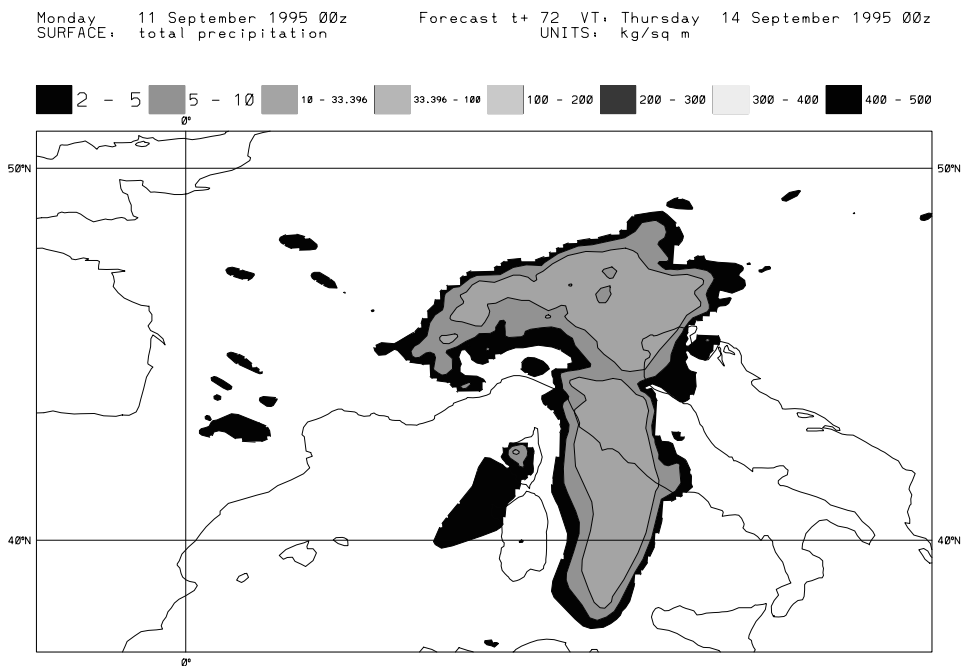 Monday 11 September 1995 00z Forecast t+ 72 VT: Thursday 14 September 1995 00z
SURFACE: total precipitation UNITS: kg/sq m
2 - 5 5 - 10 10 - 33.396 33.396 - 100 100 - 200 200 - 300 300 - 400 400 - 500
0°
50°N 50°N
40°N 40°N
0°